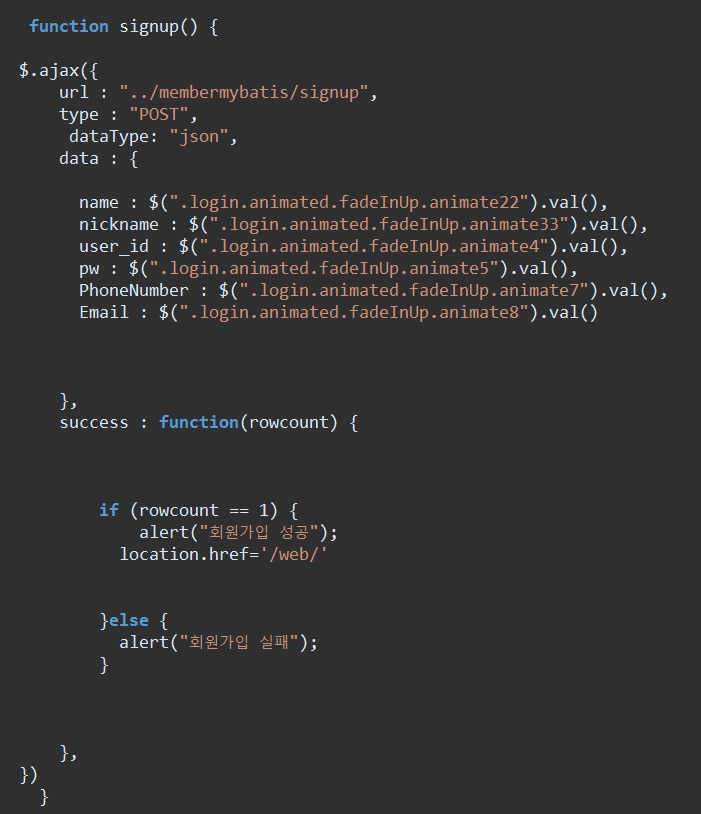 function signup() {
$.ajax({
url : "../membermybatis/signup",
type : "POST",
dataType: "json",
data : {
name : $(".login.animated.fadeInUp.animate22").val(),
nickname : $(".login.animated.fadeInUp.animate33").val(),
user_id : $(".login.animated.fadeInUp.animate4").val(),
pw : $(".login.animated.fadeInUp.animate5").val(),
PhoneNumber : $(".login.animated.fadeInUp.animate7").val(),
Email : $(".login.animated.fadeInUp.animate8").val()
},
success : function(rowcount) {
if (rowcount == 1) {
alert("회원가입 성공");
location.href='/web/'
}else {
alert("회원가입 실패");
}
},
})
}